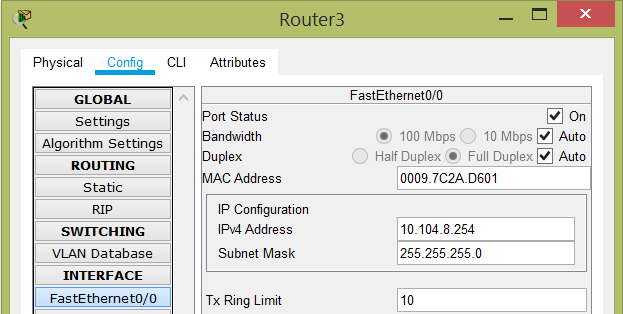 Router3
Physical Config CLI Attributes
GLOBAL
Settings
Algorithm Settings
ROUTING
Static
RIP
SWITCHING
VLAN Database
INTERFACE
FastEthernet0/0
FastEthernet0/0
Port Status On
Bandwidth 100 Mbps 10 Mbps Auto
Duplex Half Duplex Full Duplex Auto
MAC Address 0009.7C2A.D601
IP Configuration
IPv4 Address 10.104.8.254
Subnet Mask 255.255.255.0
Tx Ring Limit 10